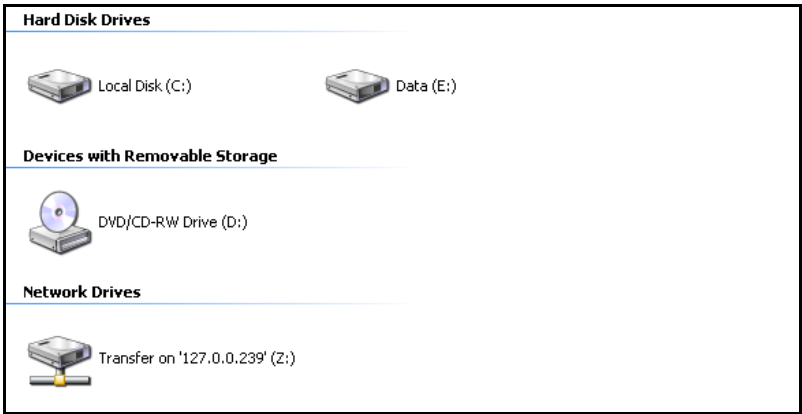 Hard Disk Drives
Local Disk (C:)
Data (E:)
Devices with Removable Storage
DVD/CD-RW Drive (D:)
Network Drives
Transfer on '127.0.0.239' (Z:)